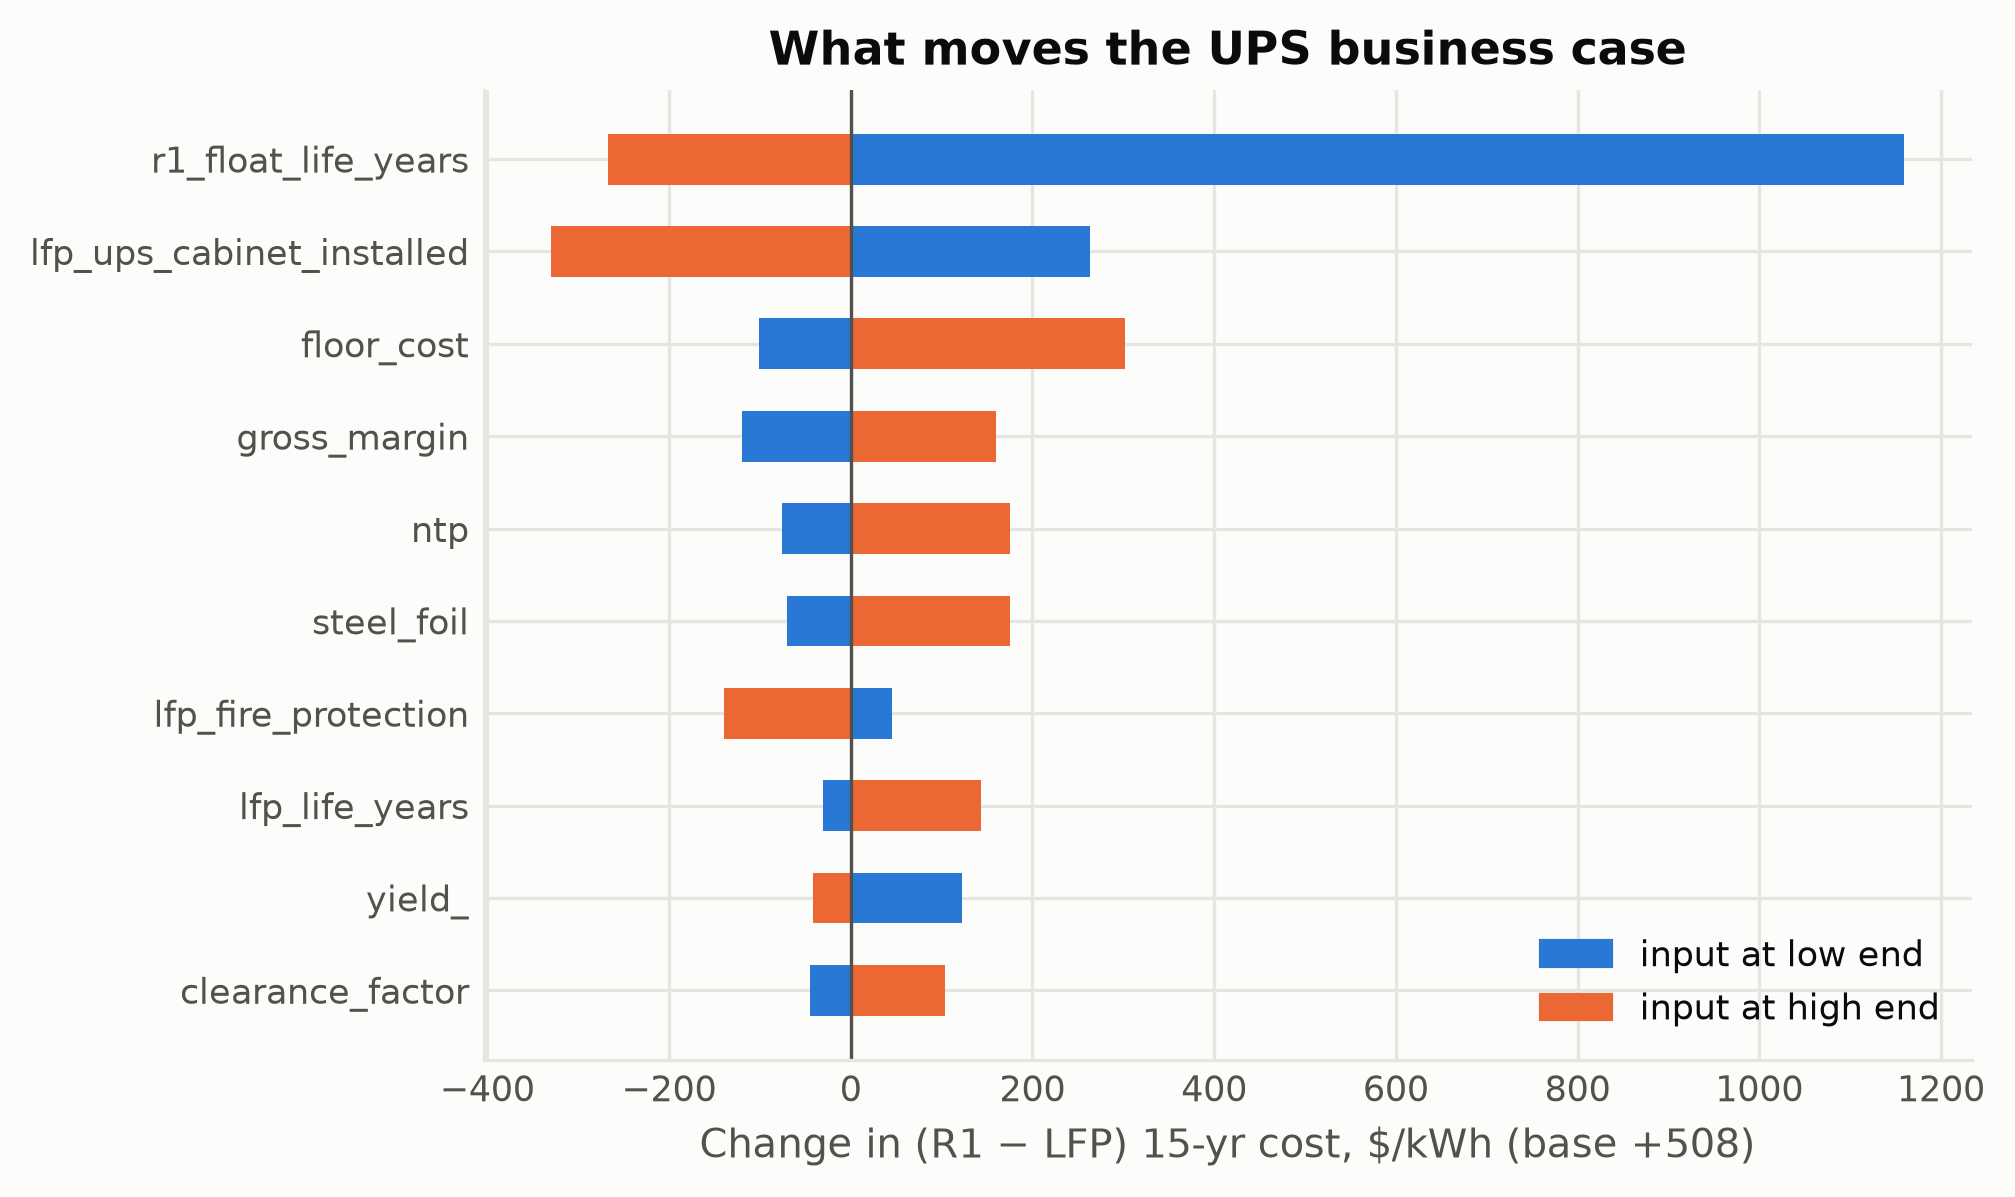 What moves the UPS business case
r1_float_life_years
lfp_ups_cabinet_installed
floor_cost
gross_margin
ntp
steel_foil
lfp_fire_protection
lfp_life_years
yield_
clearance_factor
input at low end
input at high end
−400 −200 0 200 400 600 800 1000 1200
Change in (R1 − LFP) 15-yr cost, $/kWh (base +508)